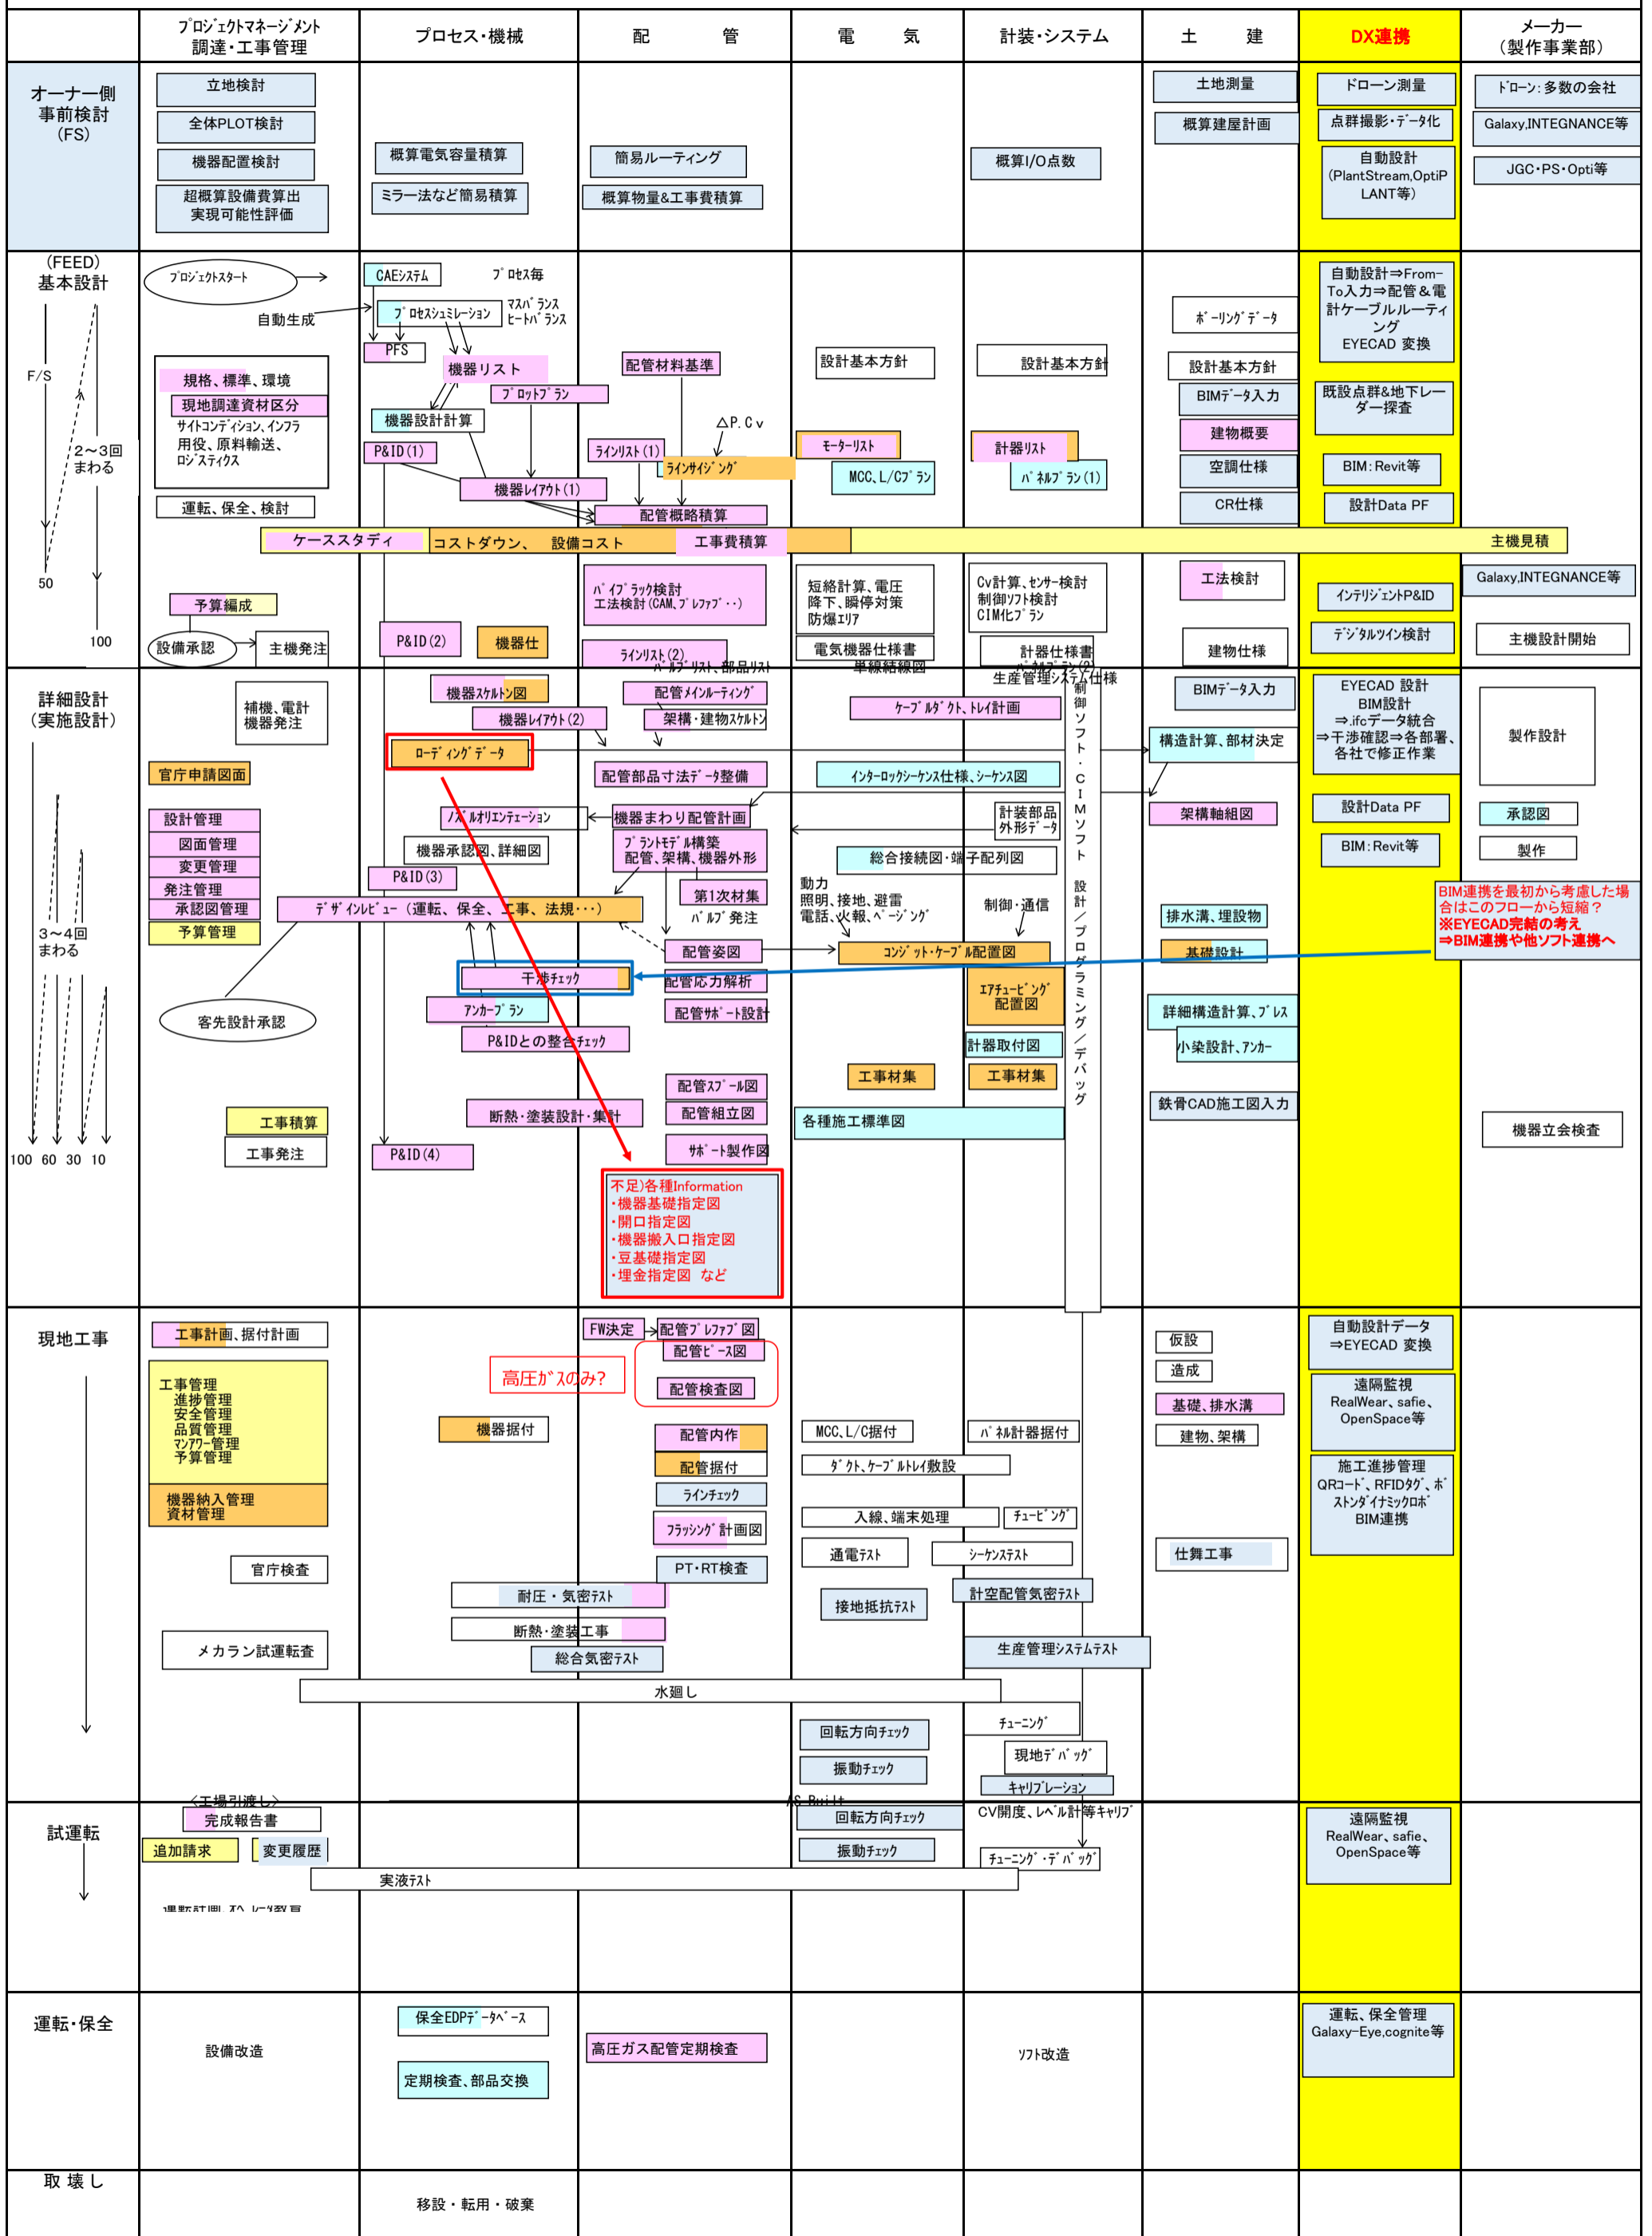 ﾌﾟﾛｼﾞｪｸﾄマネージﾒﾝﾄ
調達・工事管理
プロセス・機械
配　　　管
電　　気
計装・システム
土　　建
DX連携
メーカー
（製作事業部）
オーナー側
事前検討
(FS)
立地検討
全体PLOT検討
機器配置検討
超概算設備費算出
実現可能性評価
概算電気容量積算
ミラー法など簡易積算
簡易ルーティング
概算物量&工事費積算
概算I/O点数
土地測量
概算建屋計画
ドローン測量
点群撮影・データ化
自動設計
(PlantStream,OptiP
LANT等)
ﾄﾞﾛｰﾝ：多数の会社
Galaxy,INTEGNANCE等
JGC・PS・Opti等
(FEED)
基本設計
F/S
2～3回
まわる
50
100
ﾌﾟﾛｼﾞｪｸﾄスタート
自動生成
規格、標準、環境
現地調達資材区分
ｻｲﾄｺﾝﾃﾞｨｼｮﾝ、ｲﾝﾌﾗ
用役、原料輸送、
ﾛｼﾞｽﾃｨｸｽ
運転、保全、検討
CAEｼｽﾃﾑ
ﾌﾟﾛｾｽ毎
ﾌﾟﾛｾｽｼｭﾐﾚｰｼｮﾝ
ﾏｽﾊﾞﾗﾝｽ
ﾋｰﾄﾊﾞﾗﾝｽ
PFS
機器リスト
ﾌﾟﾛｯﾄﾌﾟﾗﾝ
機器設計計算
P&ID(1)
機器レイアウト(1)
配管材料基準
△P. C v
ﾗｲﾝﾘｽﾄ(1)
ﾗｲﾝｻｲｼﾞﾝｸﾞ
配管概略積算
設計基本方針
ﾓｰﾀｰﾘｽﾄ
MCC、L/Cﾌﾟﾗﾝ
設計基本方針
計器リスト
ﾊﾟﾈﾙﾌﾟﾗﾝ(1)
ﾎﾞｰﾘﾝｸﾞﾃﾞｰﾀ
設計基本方針
BIMﾃﾞｰﾀ入力
建物概要
空調仕様
CR仕様
自動設計⇒From-
To入力⇒配管＆電
計ケーブルルーティ
ング
EYECAD 変換
既設点群&地下レー
ダー探査
BIM：Revit等
設計Data PF
ケーススタディ
コストダウン、　設備コスト
工事費積算
主機見積
予算編成
設備承認
主機発注
P&ID(2)
機器仕
ﾊﾟｲﾌﾟﾗｯｸ検討
工法検討(CAM、ﾌﾟﾚﾌｧﾌﾞ‥)
ﾗｲﾝﾘｽﾄ(2)
ﾊﾞﾙﾌﾞﾘｽﾄ、部品ﾘｽﾄ
短絡計算、電圧
降下、瞬停対策
防爆ｴﾘｱ
電気機器仕様書
単線結線図
Cv計算、ｾﾝｻｰ検討
制御ソフト検討
CIM化ﾌﾟﾗﾝ
計器仕様書
ﾊﾟﾈﾙﾌﾟﾗﾝ(2)
生産管理ｼｽﾃﾑ仕様
工法検討
建物仕様
インテリジェントP&ID
デジタルツイン検討
Galaxy,INTEGNANCE等
主機設計開始
詳細設計
(実施設計)
3～4回
まわる
100 60 30 10
補機、電計
機器発注
官庁申請図面
設計管理
図面管理
変更管理
発注管理
承認図管理
予算管理
客先設計承認
工事積算
工事発注
機器ｽｹﾙﾄﾝ図
機器レイアウト(2)
ﾛｰﾃﾞｨﾝｸﾞﾃﾞｰﾀ
ﾉｽﾞﾙｵﾘｴﾝﾃｰｼｮﾝ
機器承認図、詳細図
P&ID(3)
ﾃﾞｻﾞｲﾝﾚﾋﾞｭｰ（運転、保全、工事、法規・・・）
干渉チェック
ｱﾝｶｰﾌﾟﾗﾝ
P&IDとの整合ﾁｪｯｸ
断熱・塗装設計・集計
P&ID(4)
配管メインルーティング
架構・建物ｽｹﾙﾄﾝ
配管部品寸法データ整備
機器まわり配管計画
ﾌﾟﾗﾝﾄﾓﾃﾞﾙ構築
配管、架構、機器外形
第1次材集
ﾊﾞﾙﾌﾞ発注
配管姿図
配管応力解析
配管ｻﾎﾟｰﾄ設計
配管ｽﾌﾟｰﾙ図
配管組立図
ｻﾎﾟｰﾄ製作図
不足)各種Information
・機器基礎指定図
・開口指定図
・機器搬入口指定図
・豆基礎指定図
・埋金指定図　など
ｹｰﾌﾞﾙﾀﾞｸﾄ、ﾄﾚｲ計画
ｲﾝﾀｰﾛｯｸｼｰｹﾝｽ仕様、ｼｰｹﾝｽ図
計装部品
外形データ
総合接続図・端子配列図
動力
照明、接地、避雷
電話、火報、ﾍﾟｰｼﾞﾝｸﾞ
制御・通信
ｺﾝｼﾞｯﾄ・ｹｰﾌﾞﾙ配置図
ｴｱﾁｭｰﾋﾞﾝｸﾞ
配置図
計器取付図
工事材集
工事材集
各種施工標準図
制御ソフト・CIMソフト　設計／プログラミング／デバッグ
BIMﾃﾞｰﾀ入力
構造計算、部材決定
架構軸組図
排水溝、埋設物
基礎設計
詳細構造計算、ﾌﾞﾚｽ
小染設計、ｱﾝｶｰ
鉄骨CAD施工図入力
EYECAD 設計
BIM設計
⇒.ifcデータ統合
⇒干渉確認⇒各部署、
各社で修正作業
設計Data PF
BIM：Revit等
製作設計
承認図
製作
BIM連携を最初から考慮した場
合はこのフローから短縮？
※EYECAD完結の考え
⇒BIM連携や他ソフト連携へ
機器立会検査
現地工事
工事計画、据付計画
工事管理
進捗管理
安全管理
品質管理
ﾏﾝｱﾜｰ管理
予算管理
機器納入管理
資材管理
官庁検査
メカラン試運転査
高圧ｶﾞｽのみ?
機器据付
耐圧・気密ﾃｽﾄ
断熱・塗装工事
総合気密テスト
水廻し
FW決定
配管ﾌﾟﾚﾌｧﾌﾞ図
配管ﾋﾟｰｽ図
配管検査図
配管内作
配管据付
ﾗｲﾝﾁｪｯｸ
ﾌﾗｯｼﾝｸﾞ計画図
PT・RT検査
MCC、L/C据付
ﾀﾞｸﾄ、ｹｰﾌﾞﾙﾄﾚｲ敷設
入線、端末処理
通電ﾃｽﾄ
接地抵抗ﾃｽﾄ
回転方向ﾁｪｯｸ
振動チェック
ﾊﾟﾈﾙ計器据付
ﾁｭｰﾋﾞﾝｸﾞ
ｼｰｹﾝｽﾃｽﾄ
計空配管気密ﾃｽﾄ
生産管理ｼｽﾃﾑﾃｽﾄ
ﾁｭｰﾆﾝｸﾞ
現地ﾃﾞﾊﾞｯｸﾞ
ｷｬﾘﾌﾞﾚｰｼｮﾝ
仮設
造成
基礎、排水溝
建物、架構
仕舞工事
自動設計データ
⇒EYECAD 変換
遠隔監視
RealWear、safie、
OpenSpace等
施工進捗管理
QRｺｰﾄﾞ、RFIDﾀｸﾞ、ﾎﾞ
ｽﾄﾝﾀﾞｲﾅﾐｯｸﾛﾎﾞ
BIM連携
試運転
<工場引渡し>
完成報告書
追加請求
変更履歴
AS Built
実液ﾃｽﾄ
回転方向ﾁｪｯｸ
振動ﾁｪｯｸ
CV開度、ﾚﾍﾞﾙ計等ｷｬﾘﾌﾞ
ﾁｭｰﾆﾝｸﾞ・ﾃﾞﾊﾞｯｸﾞ
遠隔監視
RealWear、safie、
OpenSpace等
運転・保全
設備改造
保全EDPﾃﾞｰﾀﾍﾞｰｽ
定期検査、部品交換
高圧ガス配管定期検査
ｿﾌﾄ改造
運転、保全管理
Galaxy-Eye,cognite等
取 壊 し
移設・転用・破棄